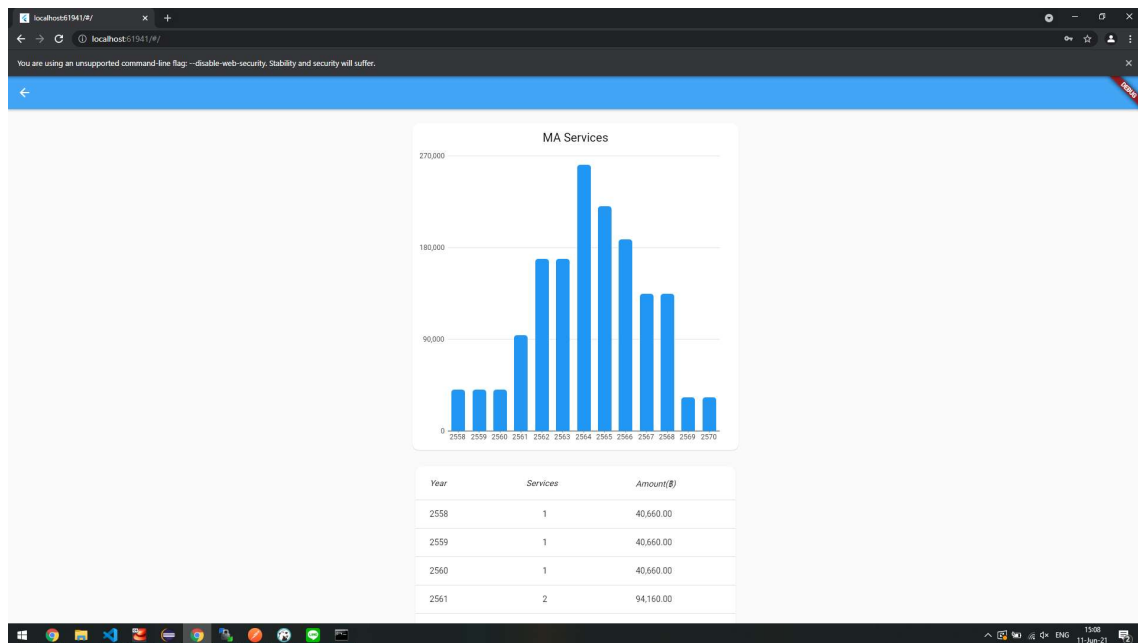 localhost:61941/#/
localhost:61941/#/
You are using an unsupported command-line flag: --disable-web-security. Stability and security will suffer.
DEBUG
MA Services
270,000
180,000
90,000
0
2558 2559 2560 2561 2562 2563 2564 2565 2566 2567 2568 2569 2570
Year Services Amount(฿)
2558 1 40,660.00
2559 1 40,660.00
2560 1 40,660.00
2561 2 94,160.00
ENG
15:08
11-Jun-21